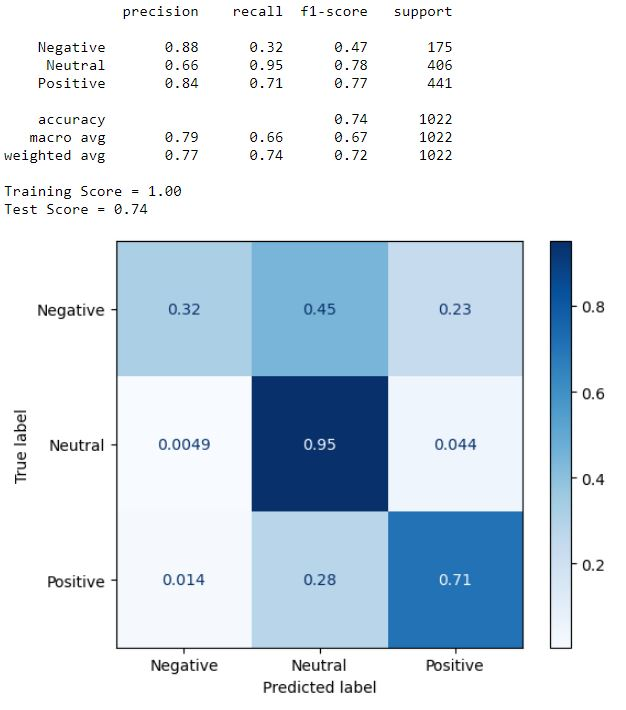 precision recall f1-score support
Negative 0.88 0.32 0.47 175
Neutral 0.66 0.95 0.78 406
Positive 0.84 0.71 0.77 441
accuracy 0.74 1022
macro avg 0.79 0.66 0.67 1022
weighted avg 0.77 0.74 0.72 1022
Training Score = 1.00
Test Score = 0.74
Negative 0.32 0.45 0.23
Neutral 0.0049 0.95 0.044
Positive 0.014 0.28 0.71
Negative Neutral Positive
Predicted label
True label
0.8
0.6
0.4
0.2